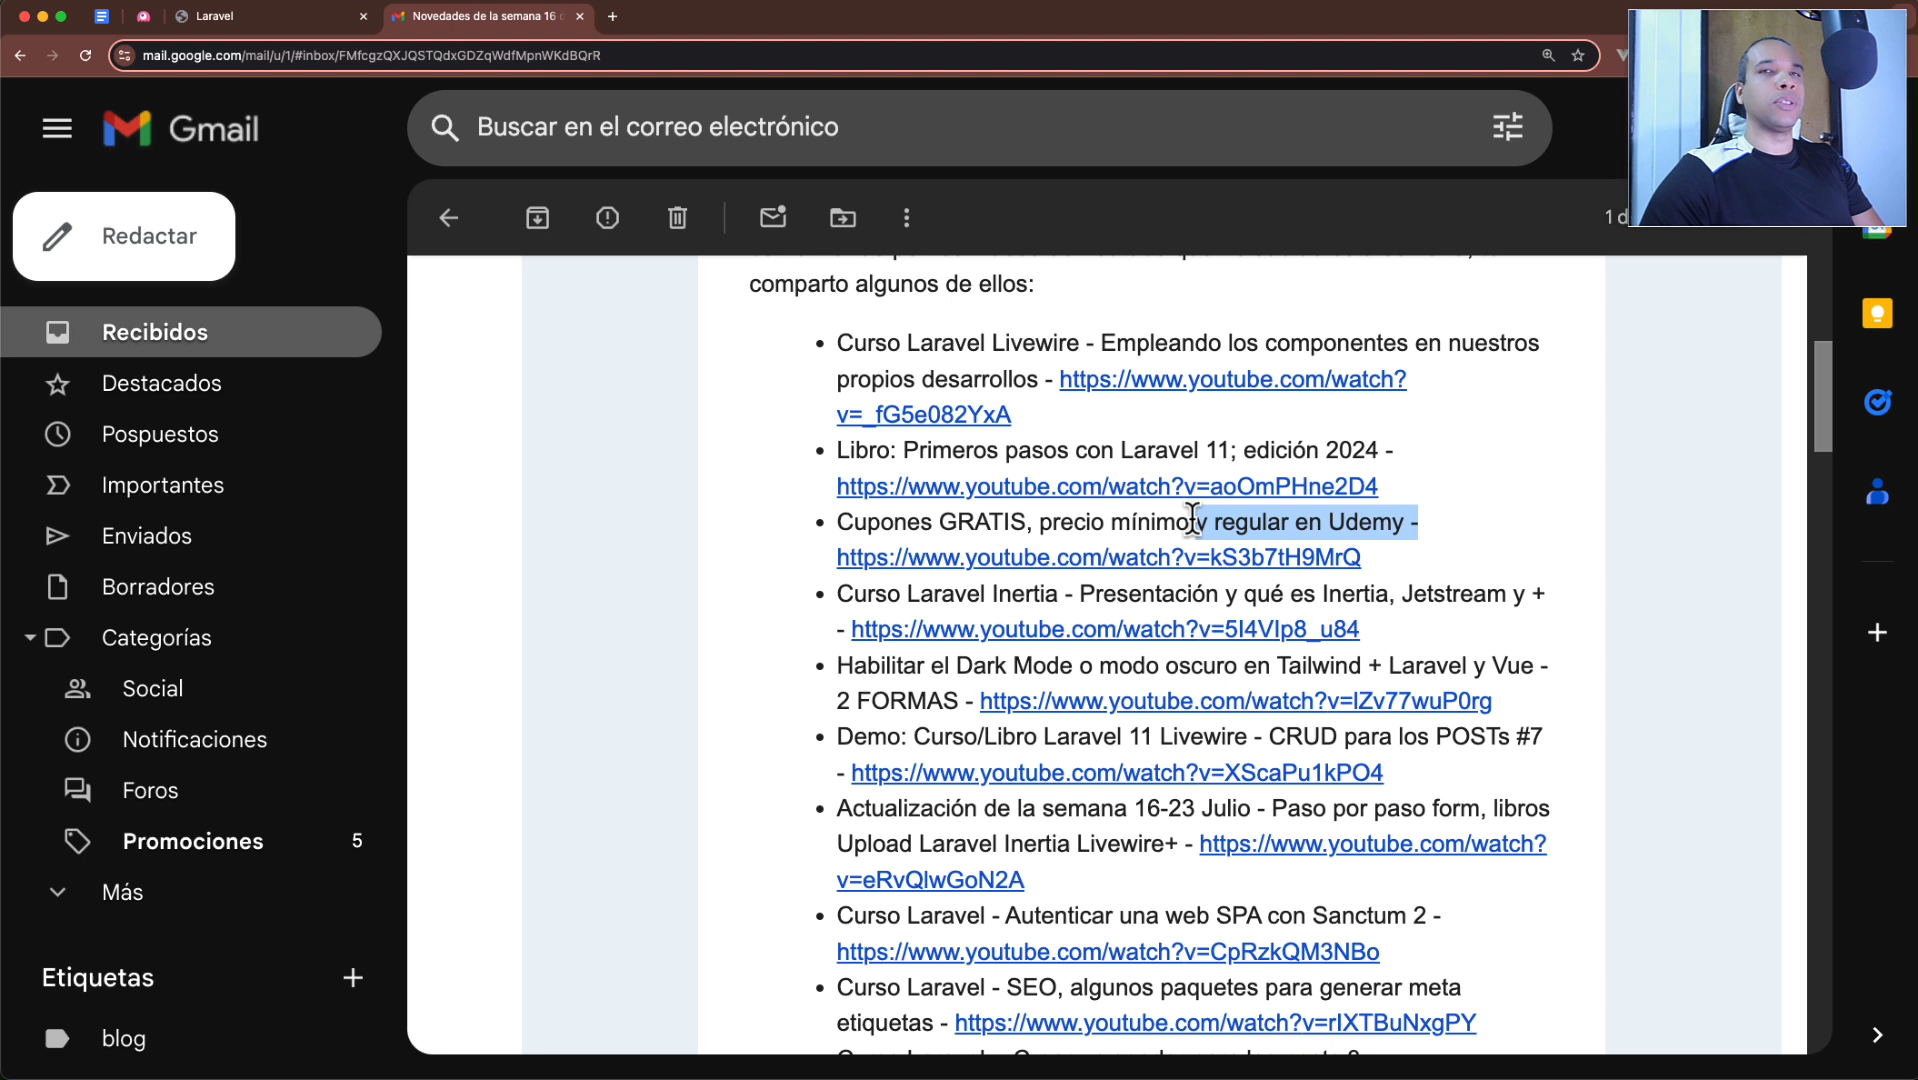 Laravel
Novedades de la semana 16
mail.google.com/mail/u/1/#inbox/FMfcgzQXJQSTQdxGDZqWdfMpnWKdBQrR
Gmail
Buscar en el correo electrónico
Redactar
1 d
Recibidos
Destacados
Pospuestos
Importantes
Enviados
Borradores
Categorías
Social
Notificaciones
Foros
Promociones 5
Más
Etiquetas
blog
comparto algunos de ellos:
• Curso Laravel Livewire - Empleando los componentes en nuestros
propios desarrollos - https://www.youtube.com/watch?
v=_fG5e082YxA
• Libro: Primeros pasos con Laravel 11; edición 2024 -
https://www.youtube.com/watch?v=aoOmPHne2D4
• Cupones GRATIS, precio mínimo y regular en Udemy -
https://www.youtube.com/watch?v=kS3b7tH9MrQ
• Curso Laravel Inertia - Presentación y qué es Inertia, Jetstream y +
- https://www.youtube.com/watch?v=5I4VIp8_u84
• Habilitar el Dark Mode o modo oscuro en Tailwind + Laravel y Vue -
2 FORMAS - https://www.youtube.com/watch?v=lZv77wuP0rg
• Demo: Curso/Libro Laravel 11 Livewire - CRUD para los POSTs #7
- https://www.youtube.com/watch?v=XScaPu1kPO4
• Actualización de la semana 16-23 Julio - Paso por paso form, libros
Upload Laravel Inertia Livewire+ - https://www.youtube.com/watch?
v=eRvQlwGoN2A
• Curso Laravel - Autenticar una web SPA con Sanctum 2 -
https://www.youtube.com/watch?v=CpRzkQM3NBo
• Curso Laravel - SEO, algunos paquetes para generar meta
etiquetas - https://www.youtube.com/watch?v=rIXTBuNxgPY